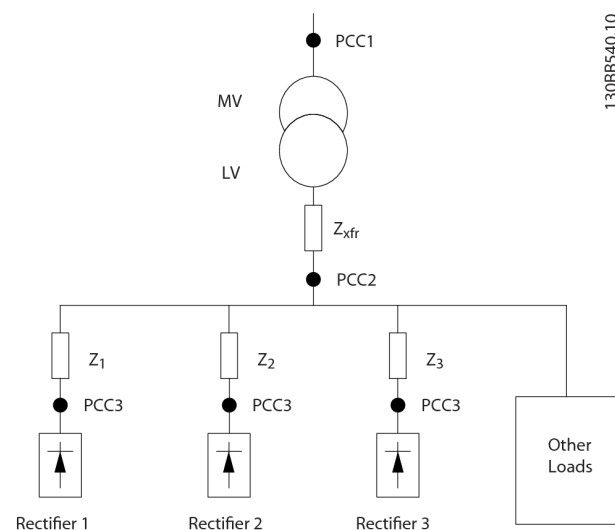 PCC1
130BB540.10
MV
LV
Zxfr
PCC2
Z1
Z2
Z3
PCC3
PCC3
PCC3
Other
Loads
Rectifier 1
Rectifier 2
Rectifier 3